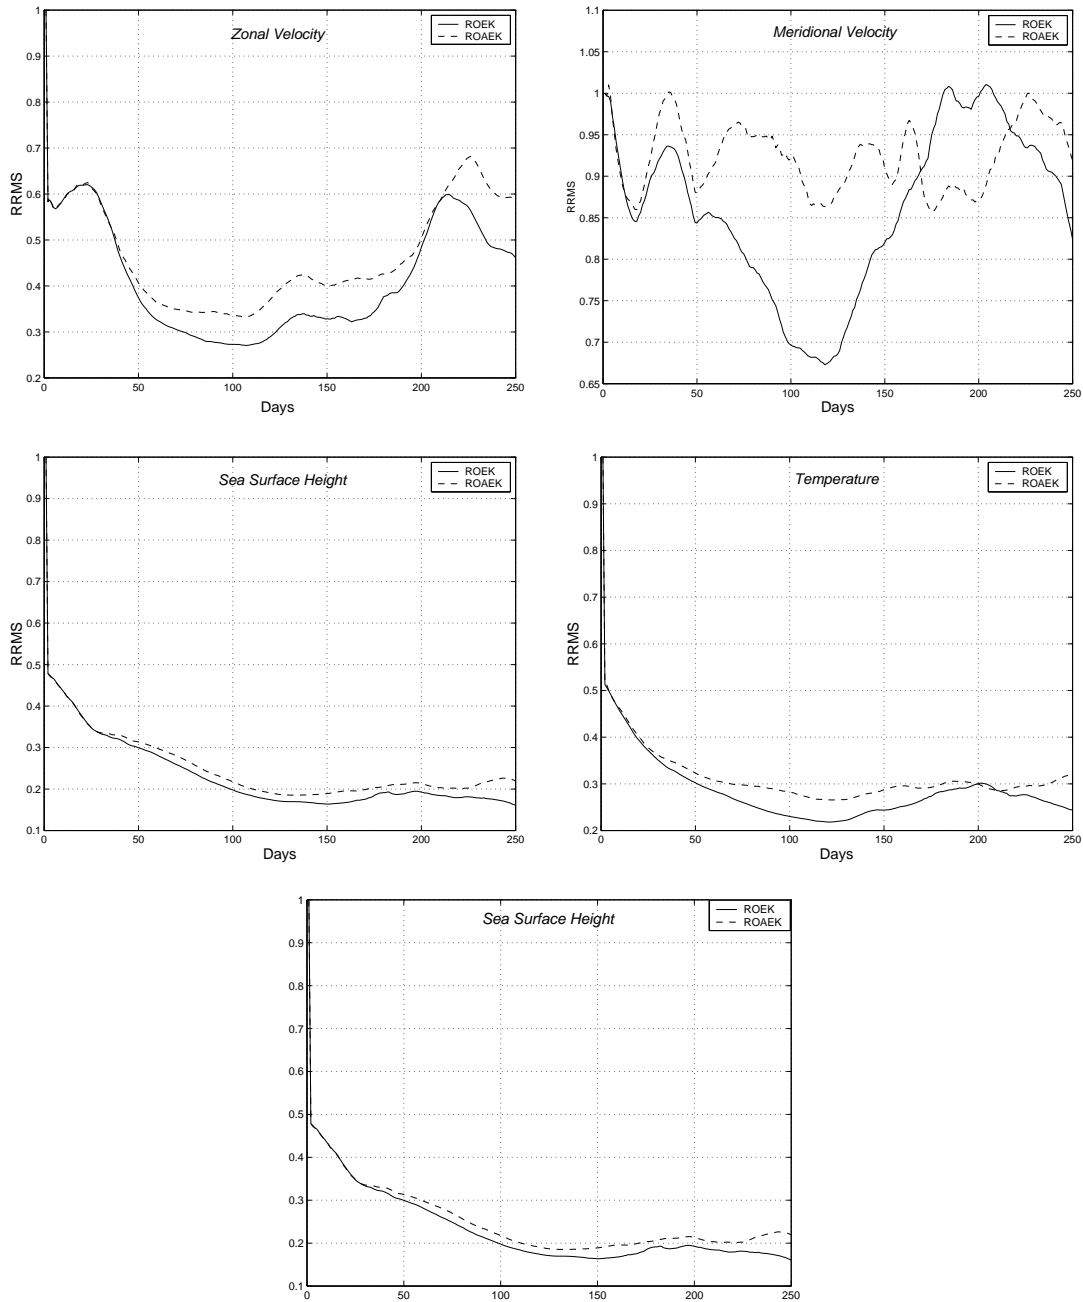 Zonal Velocity
ROEK
ROAEK
1
0.9
0.8
0.7
0.6
0.5
0.4
0.3
0.2
RRMS
0 50 100 150 200 250
Days
Meridional Velocity
ROEK
ROAEK
1.1
1.05
1
0.95
0.9
0.85
0.8
0.75
0.7
0.65
RRMS
0 50 100 150 200 250
Days
Sea Surface Height
ROEK
ROAEK
1
0.9
0.8
0.7
0.6
0.5
0.4
0.3
0.2
0.1
RRMS
0 50 100 150 200 250
Days
Temperature
ROEK
ROAEK
1
0.9
0.8
0.7
0.6
0.5
0.4
0.3
0.2
RRMS
0 50 100 150 200 250
Days
Sea Surface Height
ROEK
ROAEK
1
0.9
0.8
0.7
0.6
0.5
0.4
0.3
0.2
0.1
0 50 100 150 200 250